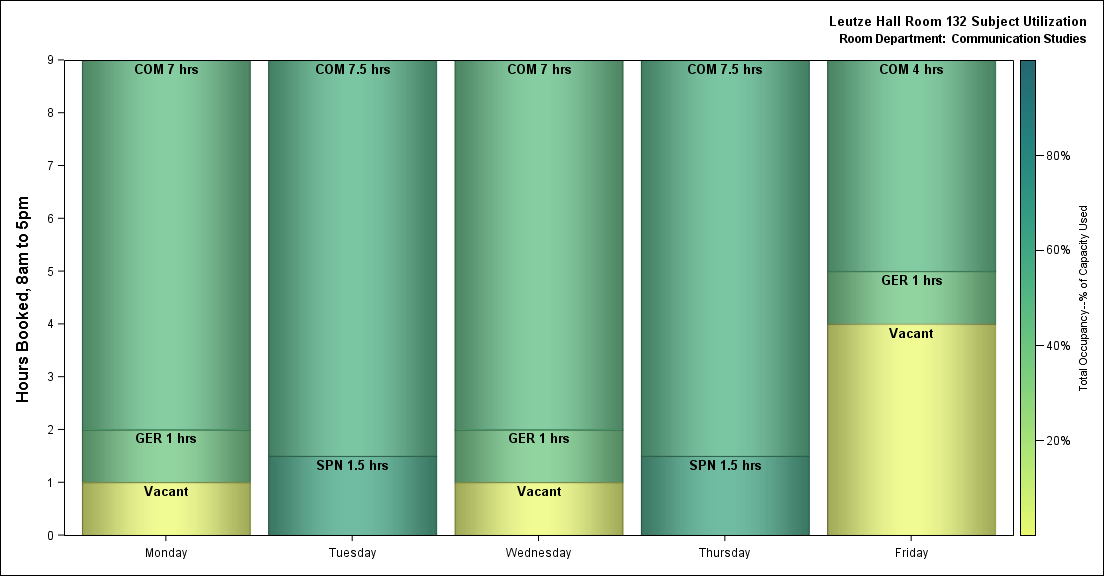 Leutze Hall Room 132 Subject Utilization
Room Department: Communication Studies
Hours Booked, 8am to 5pm
9
8
7
6
5
4
3
2
1
0
COM 7 hrs
GER 1 hrs
Vacant
COM 7.5 hrs
SPN 1.5 hrs
COM 7 hrs
GER 1 hrs
Vacant
COM 7.5 hrs
SPN 1.5 hrs
COM 4 hrs
GER 1 hrs
Vacant
Monday
Tuesday
Wednesday
Thursday
Friday
80%
60%
40%
20%
Total Occupancy--% of Capacity Used